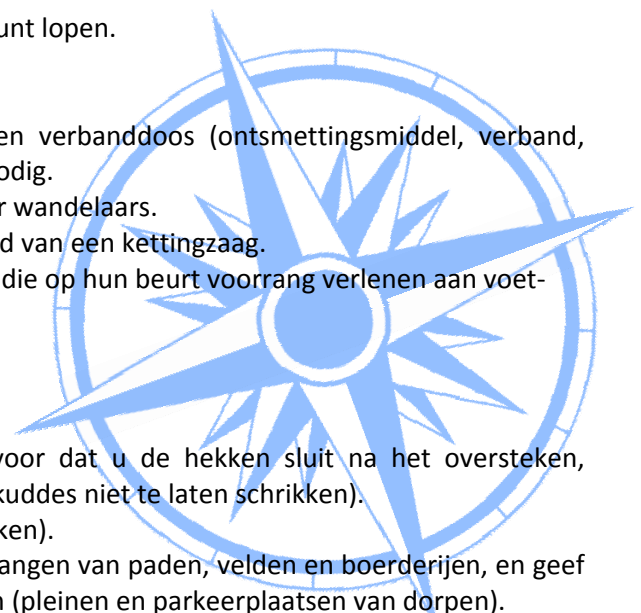 unt lopen.
en verbanddoos (ontsmettingsmiddel, verband,
odig.
r wandelaars.
d van een kettingzaag.
die op hun beurt voorrang verlenen aan voet-
voor dat u de hekken sluit na het oversteken,
kuddes niet te laten schrikken).
ken).
angen van paden, velden en boerderijen, en geef
n (pleinen en parkeerplaatsen van dorpen).